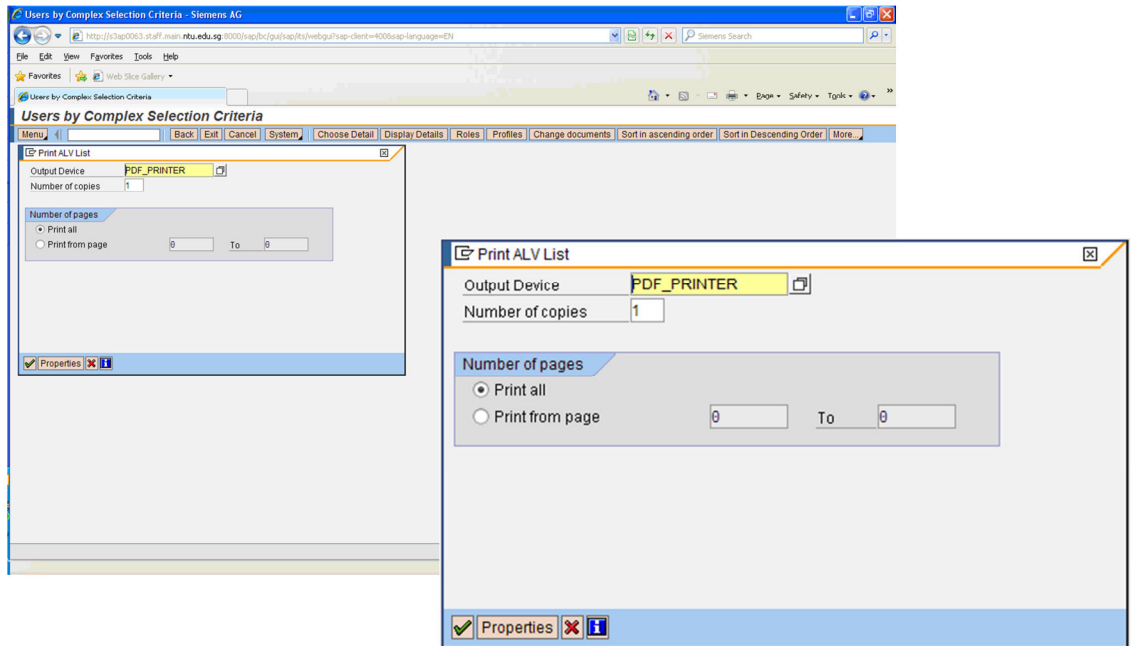 Users by Complex Selection Criteria - Siemens AG
http://s3ap0063.staff.main.ntu.edu.sg:8000/sap/bc/gui/sap/its/webgui?sap-client=400&sap-language=EN
Siemens Search
File Edit View Favorites Tools Help
Favorites Web Slice Gallery
Users by Complex Selection Criteria
Page Safety Tools »
Users by Complex Selection Criteria
Menu Back Exit Cancel System Choose Detail Display Details Roles Profiles Change documents Sort in ascending order Sort in Descending Order More...
Print ALV List
Output Device PDF_PRINTER
Number of copies 1
Number of pages
Print all
Print from page 0 To 0
Properties
Print ALV List
Output Device PDF_PRINTER
Number of copies 1
Number of pages
Print all
Print from page 0 To 0
Properties